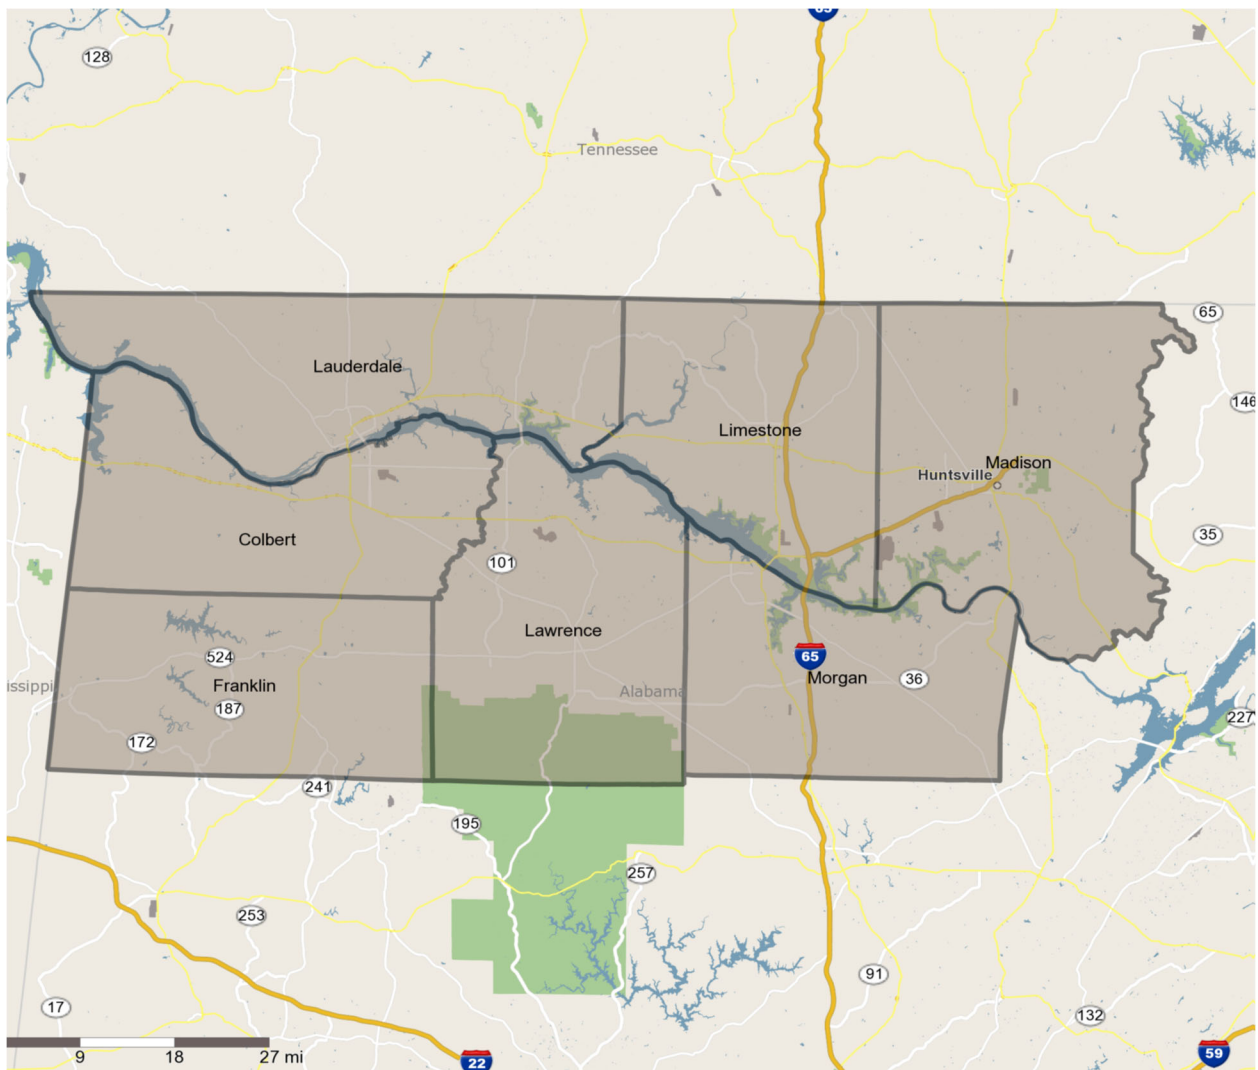 65
128
Tennessee
65
Lauderdale
146
Limestone
Madison
Huntsville
35
Colbert
101
Lawrence
524
65
36
Morgan
Franklin
issippi
Alabama
187
227
172
241
195
257
253
91
17
132
9 18 27 mi
22
59